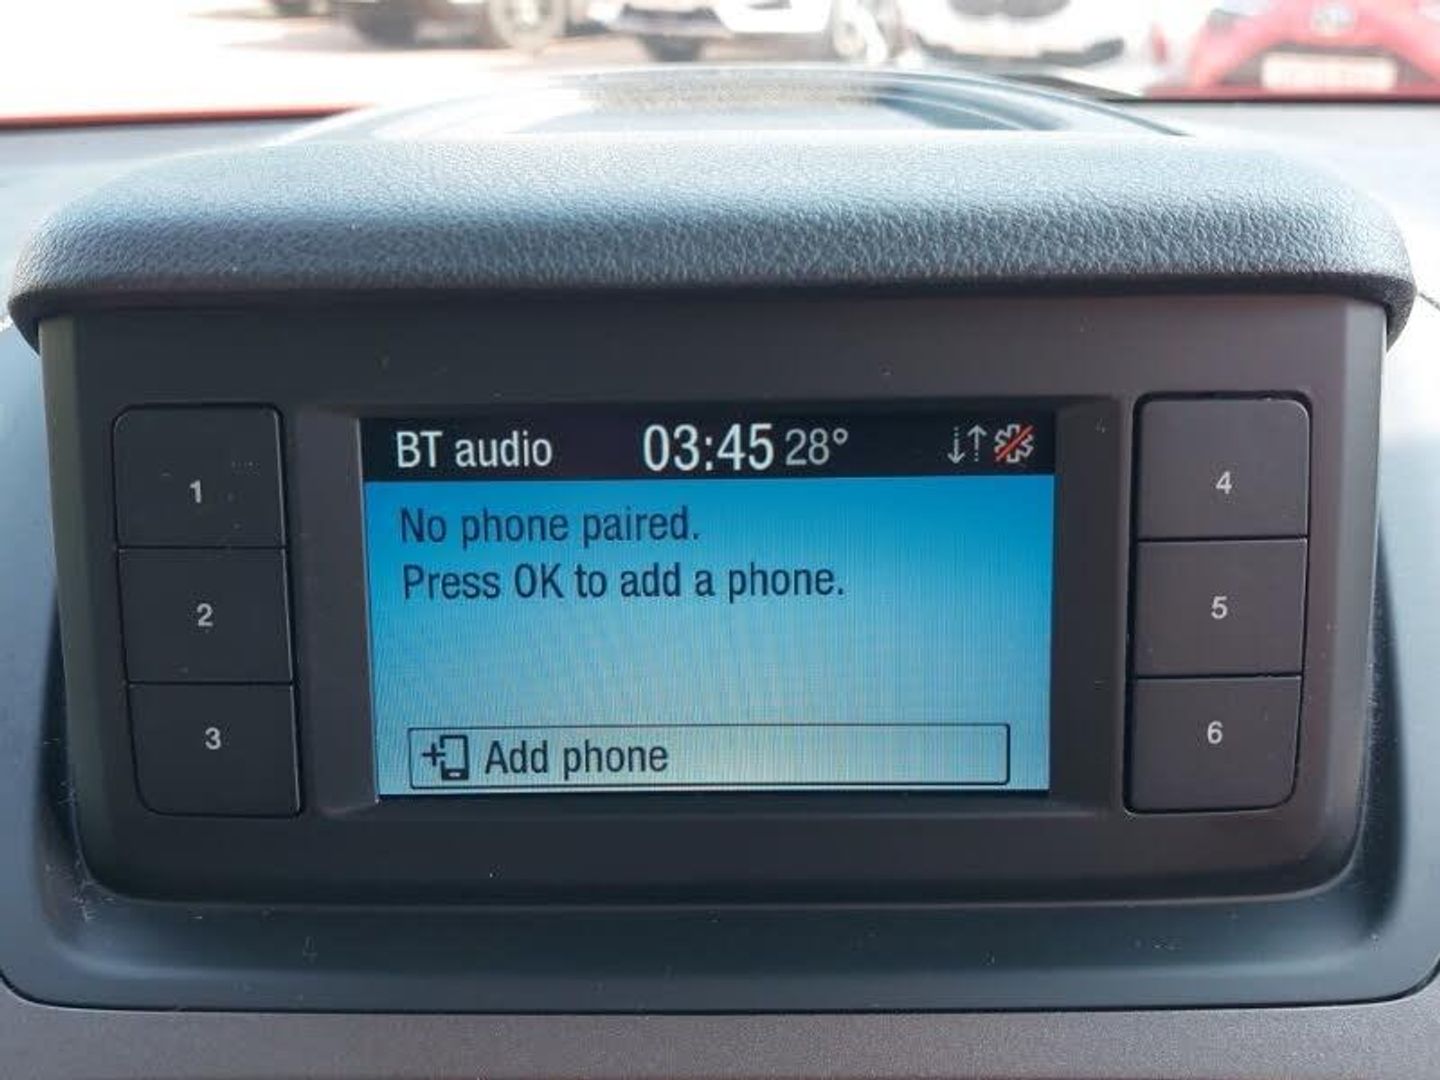 BT audio 03:45 28°
No phone paired.
Press OK to add a phone.
Add phone
1
2
3
4
5
6